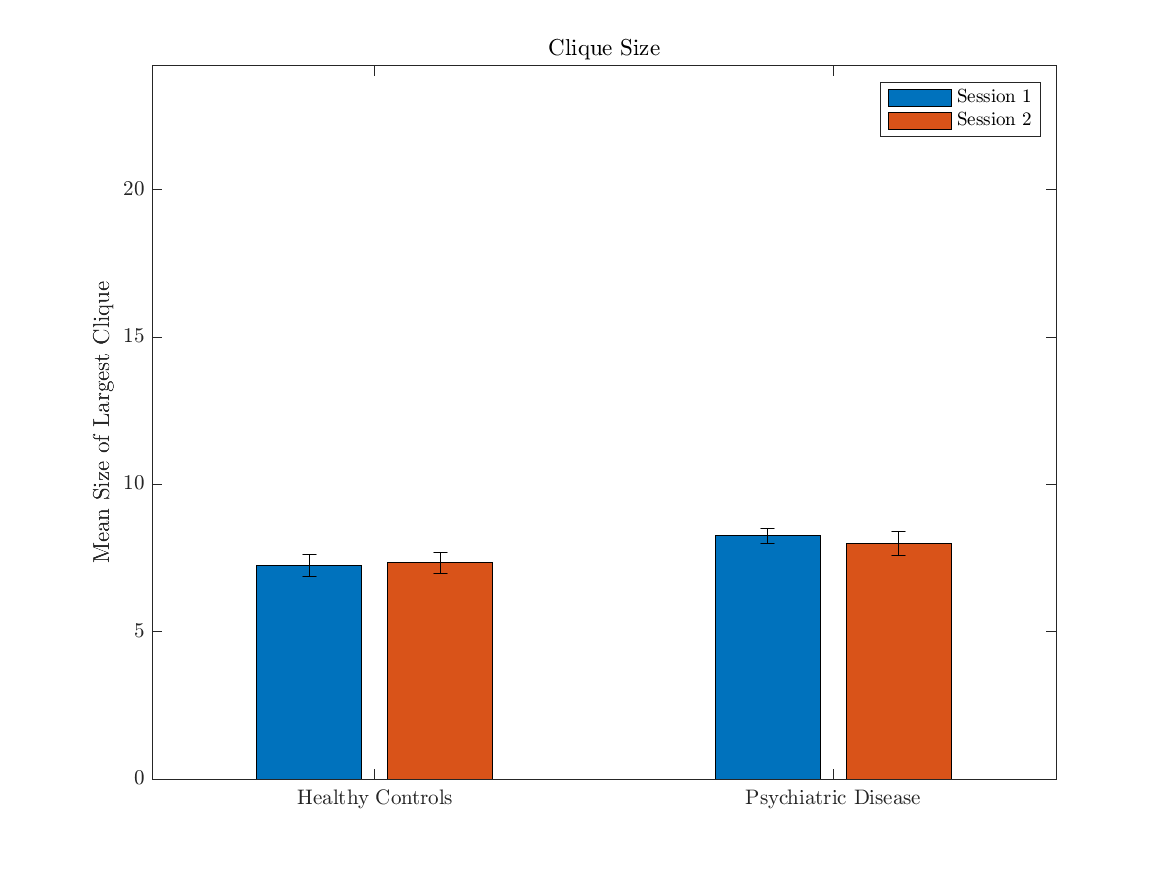 Clique Size
Session 1
Session 2
20
15
10
5
0
Mean Size of Largest Clique
Healthy Controls
Psychiatric Disease